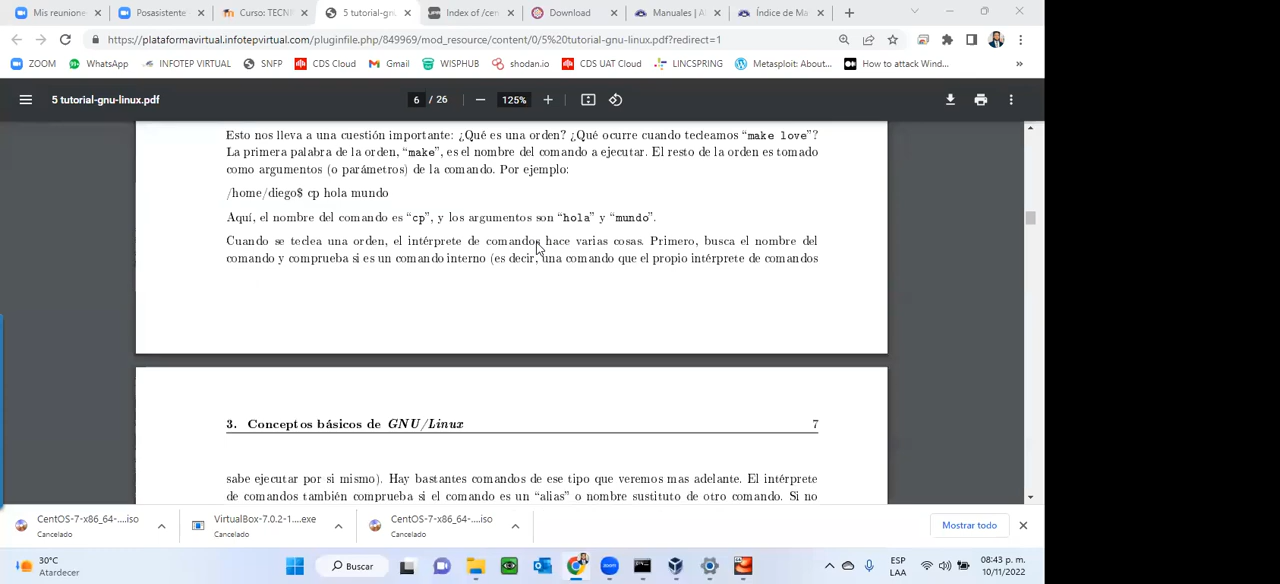 Mis reunione
Posasistente
Curso: TECNI
5 tutorial-gnu
Index of /cen
Download
Manuales | A
Índice de Ma
https://plataformavirtual.infotepvirtual.com/pluginfile.php/849969/mod_resource/content/0/5%20tutorial-gnu-linux.pdf?redirect=1
ZOOM
WhatsApp
INFOTEP VIRTUAL
SNFP
CDS Cloud
Gmail
WISPHUB
shodan.io
CDS UAT Cloud
LINCSPRING
Metasploit: About...
How to attack Wind...
5 tutorial-gnu-linux.pdf
6 / 26
125%
Esto nos lleva a una cuestión importante: ¿Qué es una orden? ¿Qué ocurre cuando tecleamos "make love"?
La primera palabra de la orden, "make", es el nombre del comando a ejecutar. El resto de la orden es tomado
como argumentos (o parámetros) de la comando. Por ejemplo:
/home/diego$ cp hola mundo
Aquí, el nombre del comando es "cp", y los argumentos son "hola" y "mundo".
Cuando se teclea una orden, el intérprete de comandos hace varias cosas. Primero, busca el nombre del
comando y comprueba si es un comando interno (es decir, una comando que el propio intérprete de comandos
3. Conceptos básicos de GNU/Linux 7
sabe ejecutar por si mismo). Hay bastantes comandos de ese tipo que veremos mas adelante. El intérprete
de comandos también comprueba si el comando es un "alias" o nombre sustituto de otro comando. Si no
CentOS-7-x86_64-....iso
Cancelado
VirtualBox-7.0.2-1....exe
Cancelado
CentOS-7-x86_64-....iso
Cancelado
Mostrar todo
30°C
Atardecer
Buscar
zoom
ESP
LAA
08:43 p. m.
10/11/2022